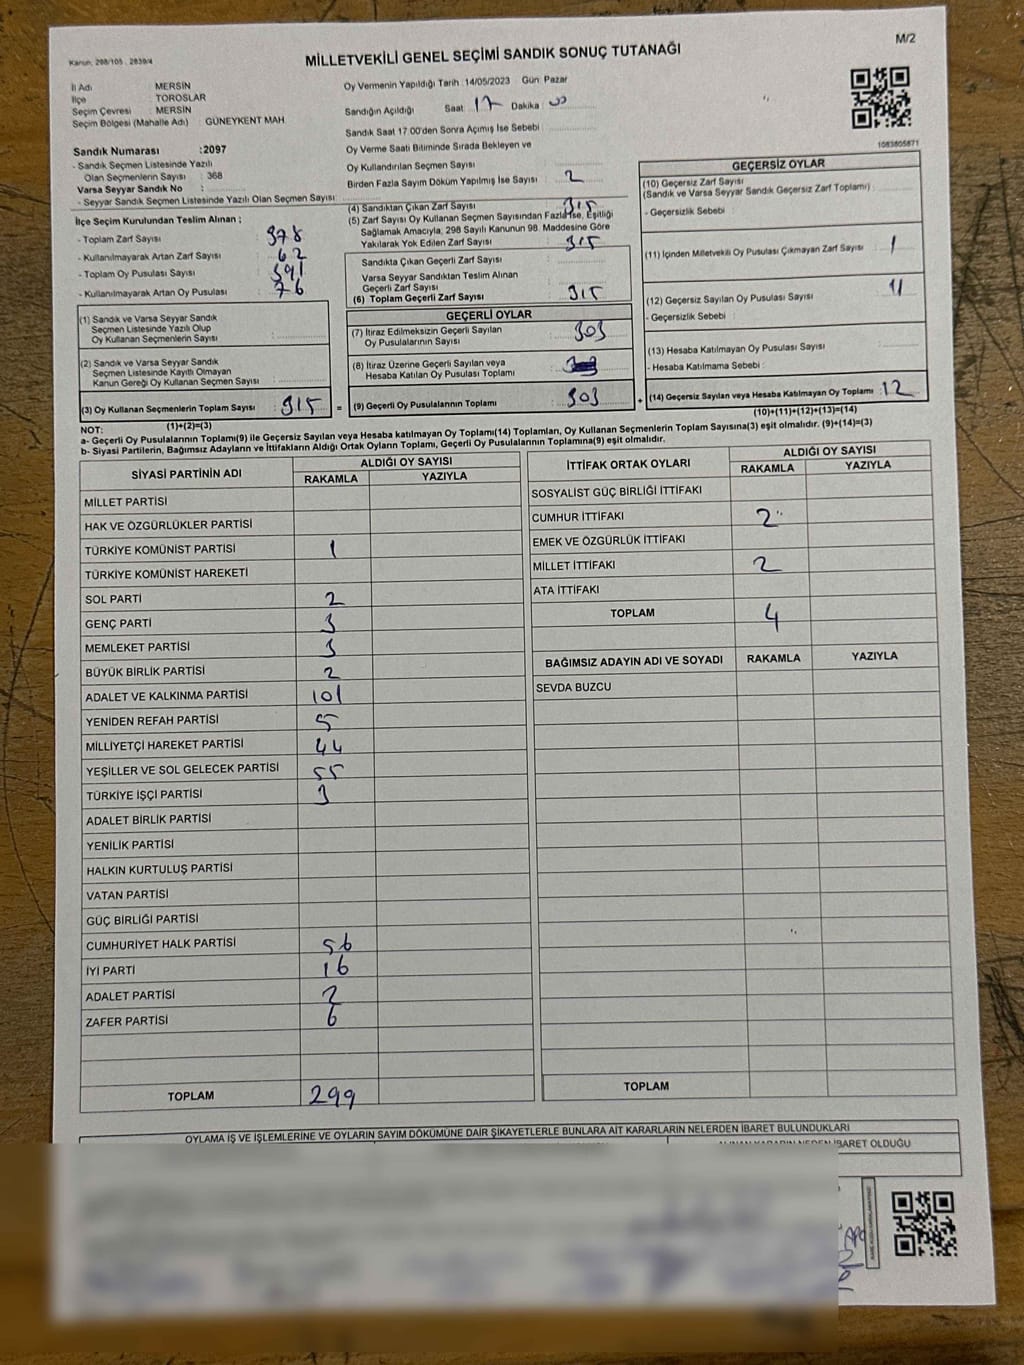 M/2
Kanun, 298/105 , 2839/4
MİLLETVEKİLİ GENEL SEÇİMİ SANDIK SONUÇ TUTANAĞI
İl Adı MERSİN
İlçe TOROSLAR
Seçim Çevresi MERSİN
Seçim Bölgesi (Mahalle Adı) : GÜNEYKENT MAH
Sandık Numarası :2097
- Sandık Seçmen Listesinde Yazılı
Olan Seçmenlerin Sayısı : 368
Varsa Seyyar Sandık No :
- Seyyar Sandık Seçmen Listesinde Yazılı Olan Seçmen Sayısı:
Oy Vermenin Yapıldığı Tarih :14/05/2023 Gün: Pazar
Sandığın Açıldığı Saat 17 Dakika : 00
Sandık Saat 17.00'den Sonra Açımış İse Sebebi
Oy Verme Saati Bitiminde Sırada Bekleyen ve
Oy Kullandırılan Seçmen Sayısı
Birden Fazla Sayım Döküm Yapılmış İse Sayısı 2
1083605871
İlçe Seçim Kurulundan Teslim Alınan ;
- Toplam Zarf Sayısı : 378
- Kullanılmayarak Artan Zarf Sayısı : 62
- Toplam Oy Pusulası Sayısı : 391
- Kullanılmayarak Artan Oy Pusulası : 76
(1) Sandık ve Varsa Seyyar Sandık
Seçmen Listesinde Yazılı Olup
Oy Kullanan Seçmenlerin Sayısı :
(2) Sandık ve Varsa Seyyar Sandık
Seçmen Listesinde Kayıtlı Olmayan
Kanun Gereği Oy Kullanan Seçmen Sayısı :
(3) Oy Kullanan Seçmenlerin Toplam Sayısı 315 =
(1)+(2)=(3)
(4) Sandıktan Çıkan Zarf Sayısı 315
(5) Zarf Sayısı Oy Kullanan Seçmen Sayısından Fazla ise, Eşitliği
Sağlamak Amacıyla, 298 Sayılı Kanunun 98. Maddesine Göre
Yakılarak Yok Edilen Zarf Sayısı : 315
Sandıkta Çıkan Geçerli Zarf Sayısı
Varsa Seyyar Sandıktan Teslim Alınan
Geçerli Zarf Sayısı
(6) Toplam Geçerli Zarf Sayısı : 315
GEÇERLİ OYLAR
(7) İtiraz Edilmeksizin Geçerli Sayılan
Oy Pusulalarının Sayısı : 303
(8) İtiraz Üzerine Geçerli Sayılan veya
Hesaba Katılan Oy Pusulası Toplamı
(9) Geçerli Oy Pusulalarının Toplamı 303 +
GEÇERSİZ OYLAR
(10) Geçersiz Zarf Sayısı
(Sandık ve Varsa Seyyar Sandık Geçersiz Zarf Toplamı) :
- Geçersizlik Sebebi :
(11) İçinden Milletvekili Oy Pusulası Çıkmayan Zarf Sayısı 1
(12) Geçersiz Sayılan Oy Pusulası Sayısı 11
- Geçersizlik Sebebi :
(13) Hesaba Katılmayan Oy Pusulası Sayısı
- Hesaba Katılmama Sebebi :
(14) Geçersiz Sayılan veya Hesaba Katılmayan Oy Toplamı : 12
(10)+(11)+(12)+(13)=(14)
NOT:
a- Geçerli Oy Pusulalarının Toplamı(9) ile Geçersiz Sayılan veya Hesaba katılmayan Oy Toplamı(14) Toplamları, Oy Kullanan Seçmenlerin Toplam Sayısına(3) eşit olmalıdır. (9)+(14)=(3)
b- Siyasi Partilerin, Bağımsız Adayların ve İttifakların Aldığı Ortak Oyların Toplamı, Geçerli Oy Pusulalarının Toplamına(9) eşit olmalıdır.
SİYASİ PARTİNİN ADI ALDIĞI OY SAYISI
RAKAMLA YAZIYLA
MİLLET PARTİSİ
HAK VE ÖZGÜRLÜKLER PARTİSİ
TÜRKİYE KOMÜNİST PARTİSİ 1
TÜRKİYE KOMÜNİST HAREKETİ
SOL PARTİ 2
GENÇ PARTİ 3
MEMLEKET PARTİSİ 3
BÜYÜK BİRLİK PARTİSİ 2
ADALET VE KALKINMA PARTİSİ 101
YENİDEN REFAH PARTİSİ 5
MİLLİYETÇİ HAREKET PARTİSİ 44
YEŞİLLER VE SOL GELECEK PARTİSİ 55
TÜRKİYE İŞÇİ PARTİSİ 3
ADALET BİRLİK PARTİSİ
YENİLİK PARTİSİ
HALKIN KURTULUŞ PARTİSİ
VATAN PARTİSİ
GÜÇ BİRLİĞİ PARTİSİ
CUMHURİYET HALK PARTİSİ 56
İYİ PARTİ 16
ADALET PARTİSİ 2
ZAFER PARTİSİ 6
TOPLAM 299
İTTİFAK ORTAK OYLARI ALDIĞI OY SAYISI
RAKAMLA YAZIYLA
SOSYALİST GÜÇ BİRLİĞİ İTTİFAKI
CUMHUR İTTİFAKI 2
EMEK VE ÖZGÜRLÜK İTTİFAKI
MİLLET İTTİFAKI 2
ATA İTTİFAKI
TOPLAM 4
BAĞIMSIZ ADAYIN ADI VE SOYADI RAKAMLA YAZIYLA
SEVDA BUZCU
TOPLAM
OYLAMA İŞ VE İŞLEMLERİNE VE OYLARIN SAYIM DÖKÜMÜNE DAİR ŞİKAYETLERLE BUNLARA AİT KARARLARIN NELERDEN İBARET BULUNDUKLARI
ALINAN KARARIN NEDEN İBARET OLDUĞU